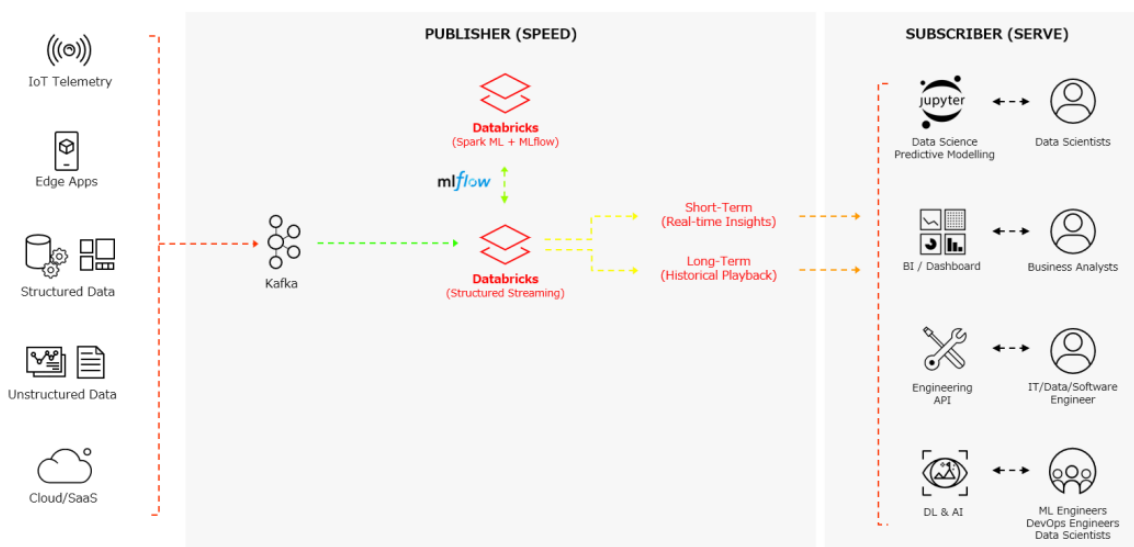 PUBLISHER (SPEED)
SUBSCRIBER (SERVE)
IoT Telemetry
Edge Apps
Structured Data
Unstructured Data
Cloud/SaaS
Kafka
Databricks
(Spark ML + MLflow)
mlflow
Databricks
(Structured Streaming)
Short-Term
(Real-time Insights)
Long-Term
(Historical Playback)
jupyter
Data Science
Predictive Modelling
Data Scientists
BI / Dashboard
Business Analysts
Engineering
API
IT/Data/Software
Engineer
DL & AI
ML Engineers
DevOps Engineers
Data Scientists